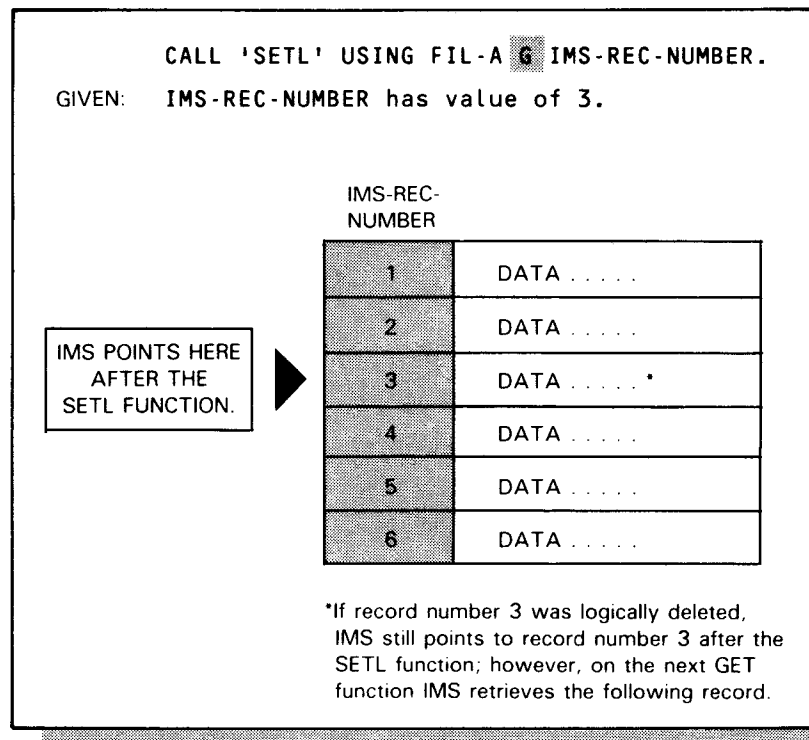 CALL 'SETL' USING FIL-A G IMS-REC-NUMBER.
GIVEN: IMS-REC-NUMBER has value of 3.
IMS-REC-
NUMBER
1 DATA . . . . .
2 DATA . . . . .
IMS POINTS HERE
AFTER THE
SETL FUNCTION.
3 DATA . . . . . *
4 DATA . . . . .
5 DATA . . . . .
6 DATA . . . . .
*If record number 3 was logically deleted,
IMS still points to record number 3 after the
SETL function; however, on the next GET
function IMS retrieves the following record.